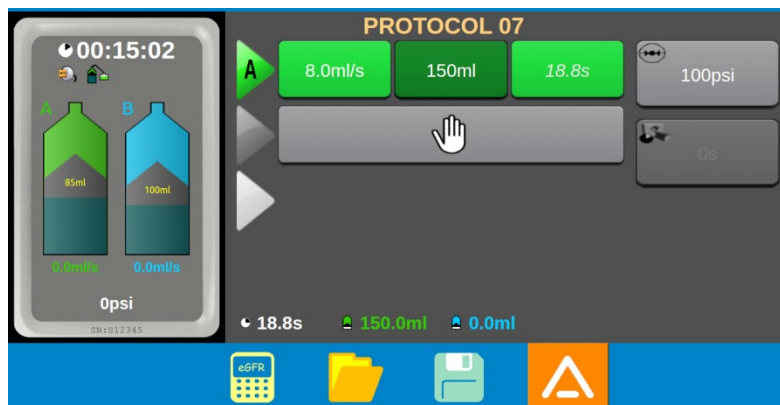 00:15:02
A
B
85ml
100ml
0.0ml/s
0.0ml/s
0psi
SN:S12345
PROTOCOL 07
A
8.0ml/s
150ml
18.8s
100psi
0s
18.8s
150.0ml
0.0ml
eGFR